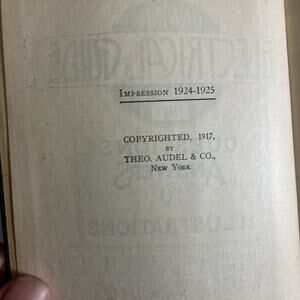 IMPRESSION 1924-1925
COPYRIGHTED, 1917,
BY
THEO. AUDEL & CO.,
NEW YORK